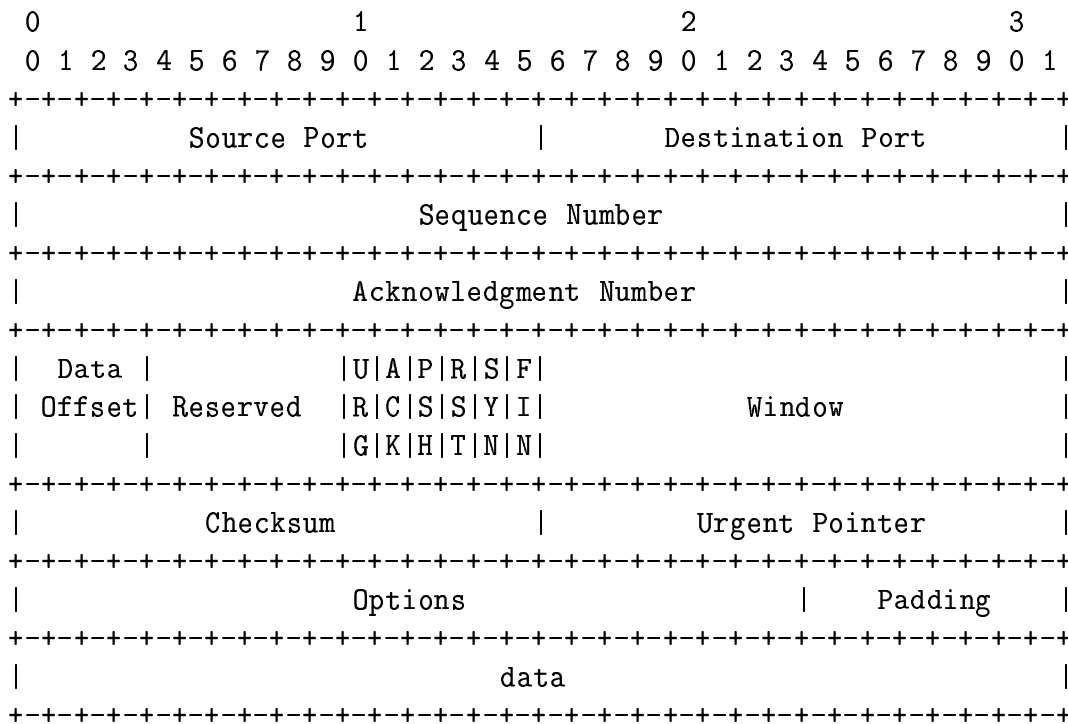 0                   1                   2                   3
 0 1 2 3 4 5 6 7 8 9 0 1 2 3 4 5 6 7 8 9 0 1 2 3 4 5 6 7 8 9 0 1
+-+-+-+-+-+-+-+-+-+-+-+-+-+-+-+-+-+-+-+-+-+-+-+-+-+-+-+-+-+-+-+-+
|          Source Port          |       Destination Port        |
+-+-+-+-+-+-+-+-+-+-+-+-+-+-+-+-+-+-+-+-+-+-+-+-+-+-+-+-+-+-+-+-+
|                        Sequence Number                        |
+-+-+-+-+-+-+-+-+-+-+-+-+-+-+-+-+-+-+-+-+-+-+-+-+-+-+-+-+-+-+-+-+
|                    Acknowledgment Number                      |
+-+-+-+-+-+-+-+-+-+-+-+-+-+-+-+-+-+-+-+-+-+-+-+-+-+-+-+-+-+-+-+-+
|  Data |           |U|A|P|R|S|F|                               |
| Offset| Reserved  |R|C|S|S|Y|I|            Window             |
|       |           |G|K|H|T|N|N|                               |
+-+-+-+-+-+-+-+-+-+-+-+-+-+-+-+-+-+-+-+-+-+-+-+-+-+-+-+-+-+-+-+-+
|           Checksum            |         Urgent Pointer        |
+-+-+-+-+-+-+-+-+-+-+-+-+-+-+-+-+-+-+-+-+-+-+-+-+-+-+-+-+-+-+-+-+
|                    Options                    |    Padding    |
+-+-+-+-+-+-+-+-+-+-+-+-+-+-+-+-+-+-+-+-+-+-+-+-+-+-+-+-+-+-+-+-+
|                             data                              |
+-+-+-+-+-+-+-+-+-+-+-+-+-+-+-+-+-+-+-+-+-+-+-+-+-+-+-+-+-+-+-+-+